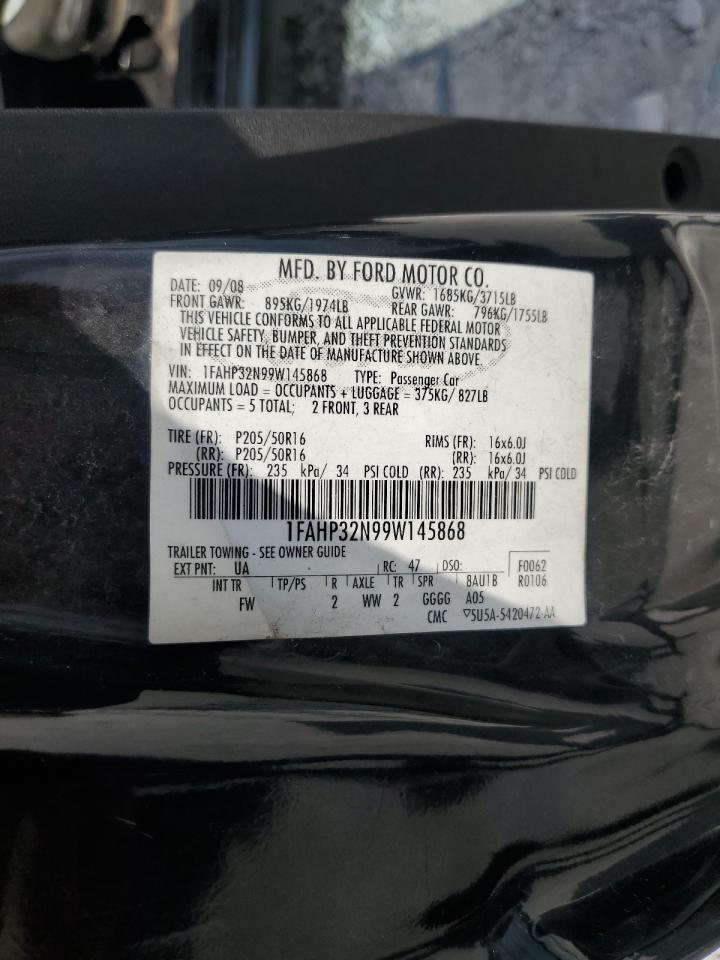 MFD. BY FORD MOTOR CO.
DATE: 09/08 GVWR: 1685KG/3715LB
FRONT GAWR: 895KG/1974LB REAR GAWR: 796KG/1755LB
THIS VEHICLE CONFORMS TO ALL APPLICABLE FEDERAL MOTOR
VEHICLE SAFETY, BUMPER, AND THEFT PREVENTION STANDARDS
IN EFFECT ON THE DATE OF MANUFACTURE SHOWN ABOVE.
VIN: 1FAHP32N99W145868 TYPE: Passenger Car
MAXIMUM LOAD = OCCUPANTS + LUGGAGE = 375KG/ 827LB
OCCUPANTS = 5 TOTAL; 2 FRONT, 3 REAR
TIRE (FR): P205/50R16 RIMS (FR): 16x6.0J
(RR): P205/50R16 (RR): 16x6.0J
PRESSURE (FR): 235 kPa/ 34 PSI COLD (RR): 235 kPa/ 34 PSI COLD
1FAHP32N99W145868
TRAILER TOWING - SEE OWNER GUIDE
EXT PNT: UA RC: 47 DSO: F0062
INT TR TP/PS R AXLE TR SPR 8AU1B R0106
FW 2 WW 2 GGGG A05
CMC ▽5U5A-5420472-AA